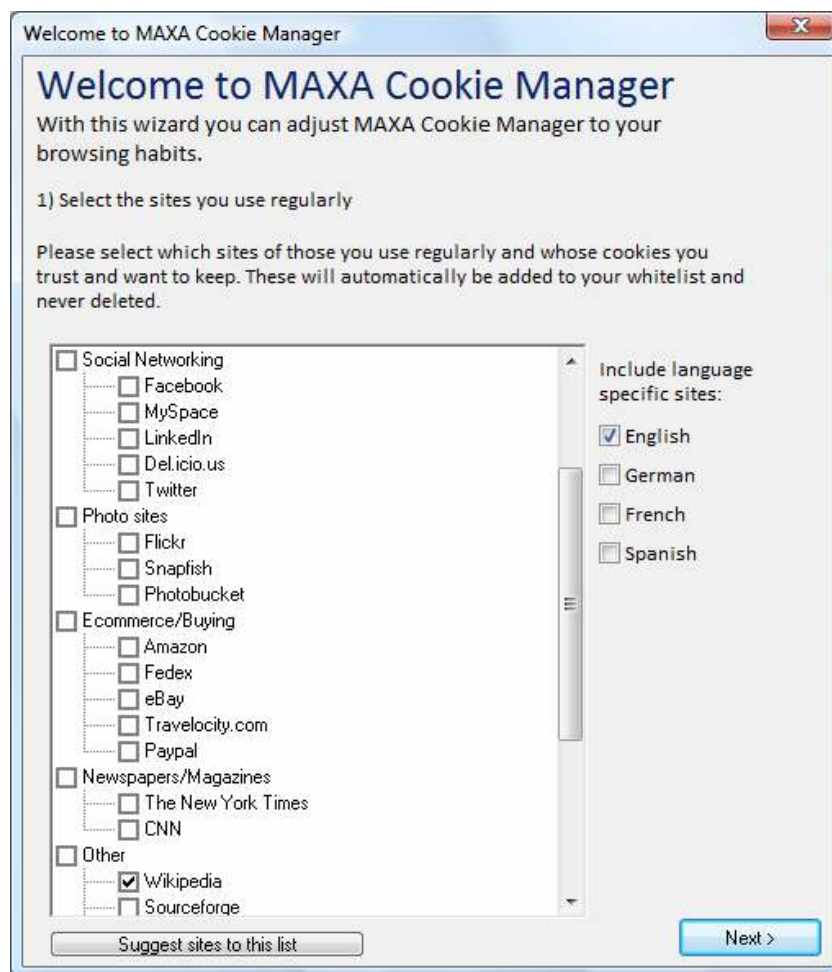 Welcome to MAXA Cookie Manager
Welcome to MAXA Cookie Manager
With this wizard you can adjust MAXA Cookie Manager to your
browsing habits.
1) Select the sites you use regularly
Please select which sites of those you use regularly and whose cookies you
trust and want to keep. These will automatically be added to your whitelist and
never deleted.
Social Networking
Facebook
MySpace
LinkedIn
Del.icio.us
Twitter
Photo sites
Flickr
Snapfish
Photobucket
Ecommerce/Buying
Amazon
Fedex
eBay
Travelocity.com
Paypal
Newspapers/Magazines
The New York Times
CNN
Other
Wikipedia
Sourceforge
Include language
specific sites:
English
German
French
Spanish
Suggest sites to this list
Next >